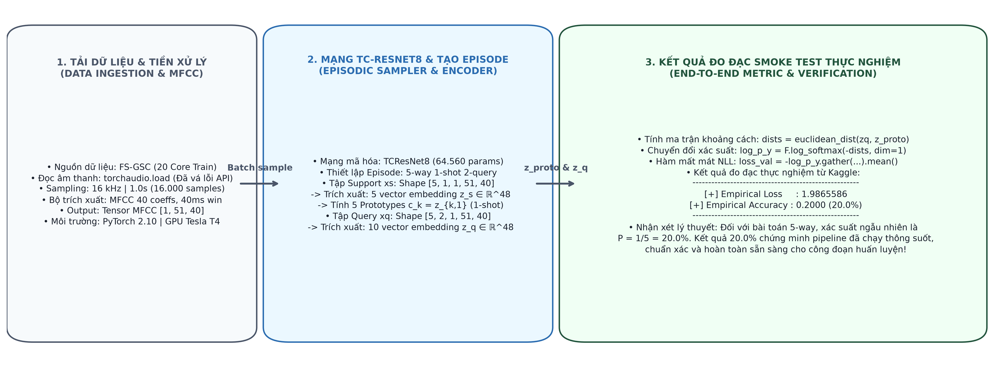 1. TẢI DỮ LIỆU & TIỀN XỬ LÝ
(DATA INGESTION & MFCC)
• Nguồn dữ liệu: FS-GSC (20 Core Train)
• Đọc âm thanh: torchaudio.load (Đã vá lỗi API)
• Sampling: 16 kHz | 1.0s (16.000 samples)
• Bộ trích xuất: MFCC 40 coeffs, 40ms win
• Output: Tensor MFCC [1, 51, 40]
• Môi trường: PyTorch 2.10 | GPU Tesla T4
Batch sample
2. MẠNG TC-RESNET8 & TẠO EPISODE
(EPISODIC SAMPLER & ENCODER)
• Mạng mã hóa: TCResNet8 (64.560 params)
• Thiết lập Episode: 5-way 1-shot 2-query
• Tập Support xs: Shape [5, 1, 1, 51, 40]
-> Trích xuất: 5 vector embedding z_s ∈ ℝ^48
-> Tính 5 Prototypes c_k = z_{k,1} (1-shot)
• Tập Query xq: Shape [5, 2, 1, 51, 40]
-> Trích xuất: 10 vector embedding z_q ∈ ℝ^48
z_proto & z_q
3. KẾT QUẢ ĐO ĐẠC SMOKE TEST THỰC NGHIỆM
(END-TO-END METRIC & VERIFICATION)
• Tính ma trận khoảng cách: dists = euclidean_dist(zq, z_proto)
• Chuyển đổi xác suất: log_p_y = F.log_softmax(-dists, dim=1)
• Hàm mất mát NLL: loss_val = -log_p_y.gather(...).mean()
• Kết quả đo đạc thực nghiệm từ Kaggle:
-----------------------------------------------------
[+] Empirical Loss     : 1.9865586
[+] Empirical Accuracy : 0.2000 (20.0%)
-----------------------------------------------------
• Nhận xét lý thuyết: Đối với bài toán 5-way, xác suất ngẫu nhiên là
P = 1/5 = 20.0%. Kết quả 20.0% chứng minh pipeline đã chạy thông suốt,
chuẩn xác và hoàn toàn sẵn sàng cho công đoạn huấn luyện!